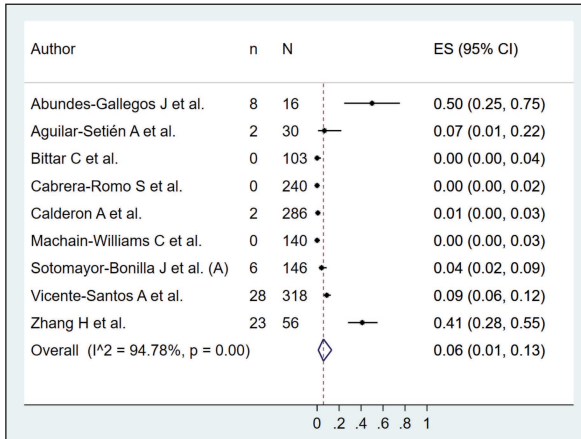 Author n N ES (95% CI)
Abundes-Gallegos J et al. 8 16 0.50 (0.25, 0.75)
Aguilar-Setién A et al. 2 30 0.07 (0.01, 0.22)
Bittar C et al. 0 103 0.00 (0.00, 0.04)
Cabrera-Romo S et al. 0 240 0.00 (0.00, 0.02)
Calderon A et al. 2 286 0.01 (0.00, 0.03)
Machain-Williams C et al. 0 140 0.00 (0.00, 0.03)
Sotomayor-Bonilla J et al. (A) 6 146 0.04 (0.02, 0.09)
Vicente-Santos A et al. 28 318 0.09 (0.06, 0.12)
Zhang H et al. 23 56 0.41 (0.28, 0.55)
Overall (I^2 = 94.78%, p = 0.00) 0.06 (0.01, 0.13)
0 .2 .4 .6 .8 1